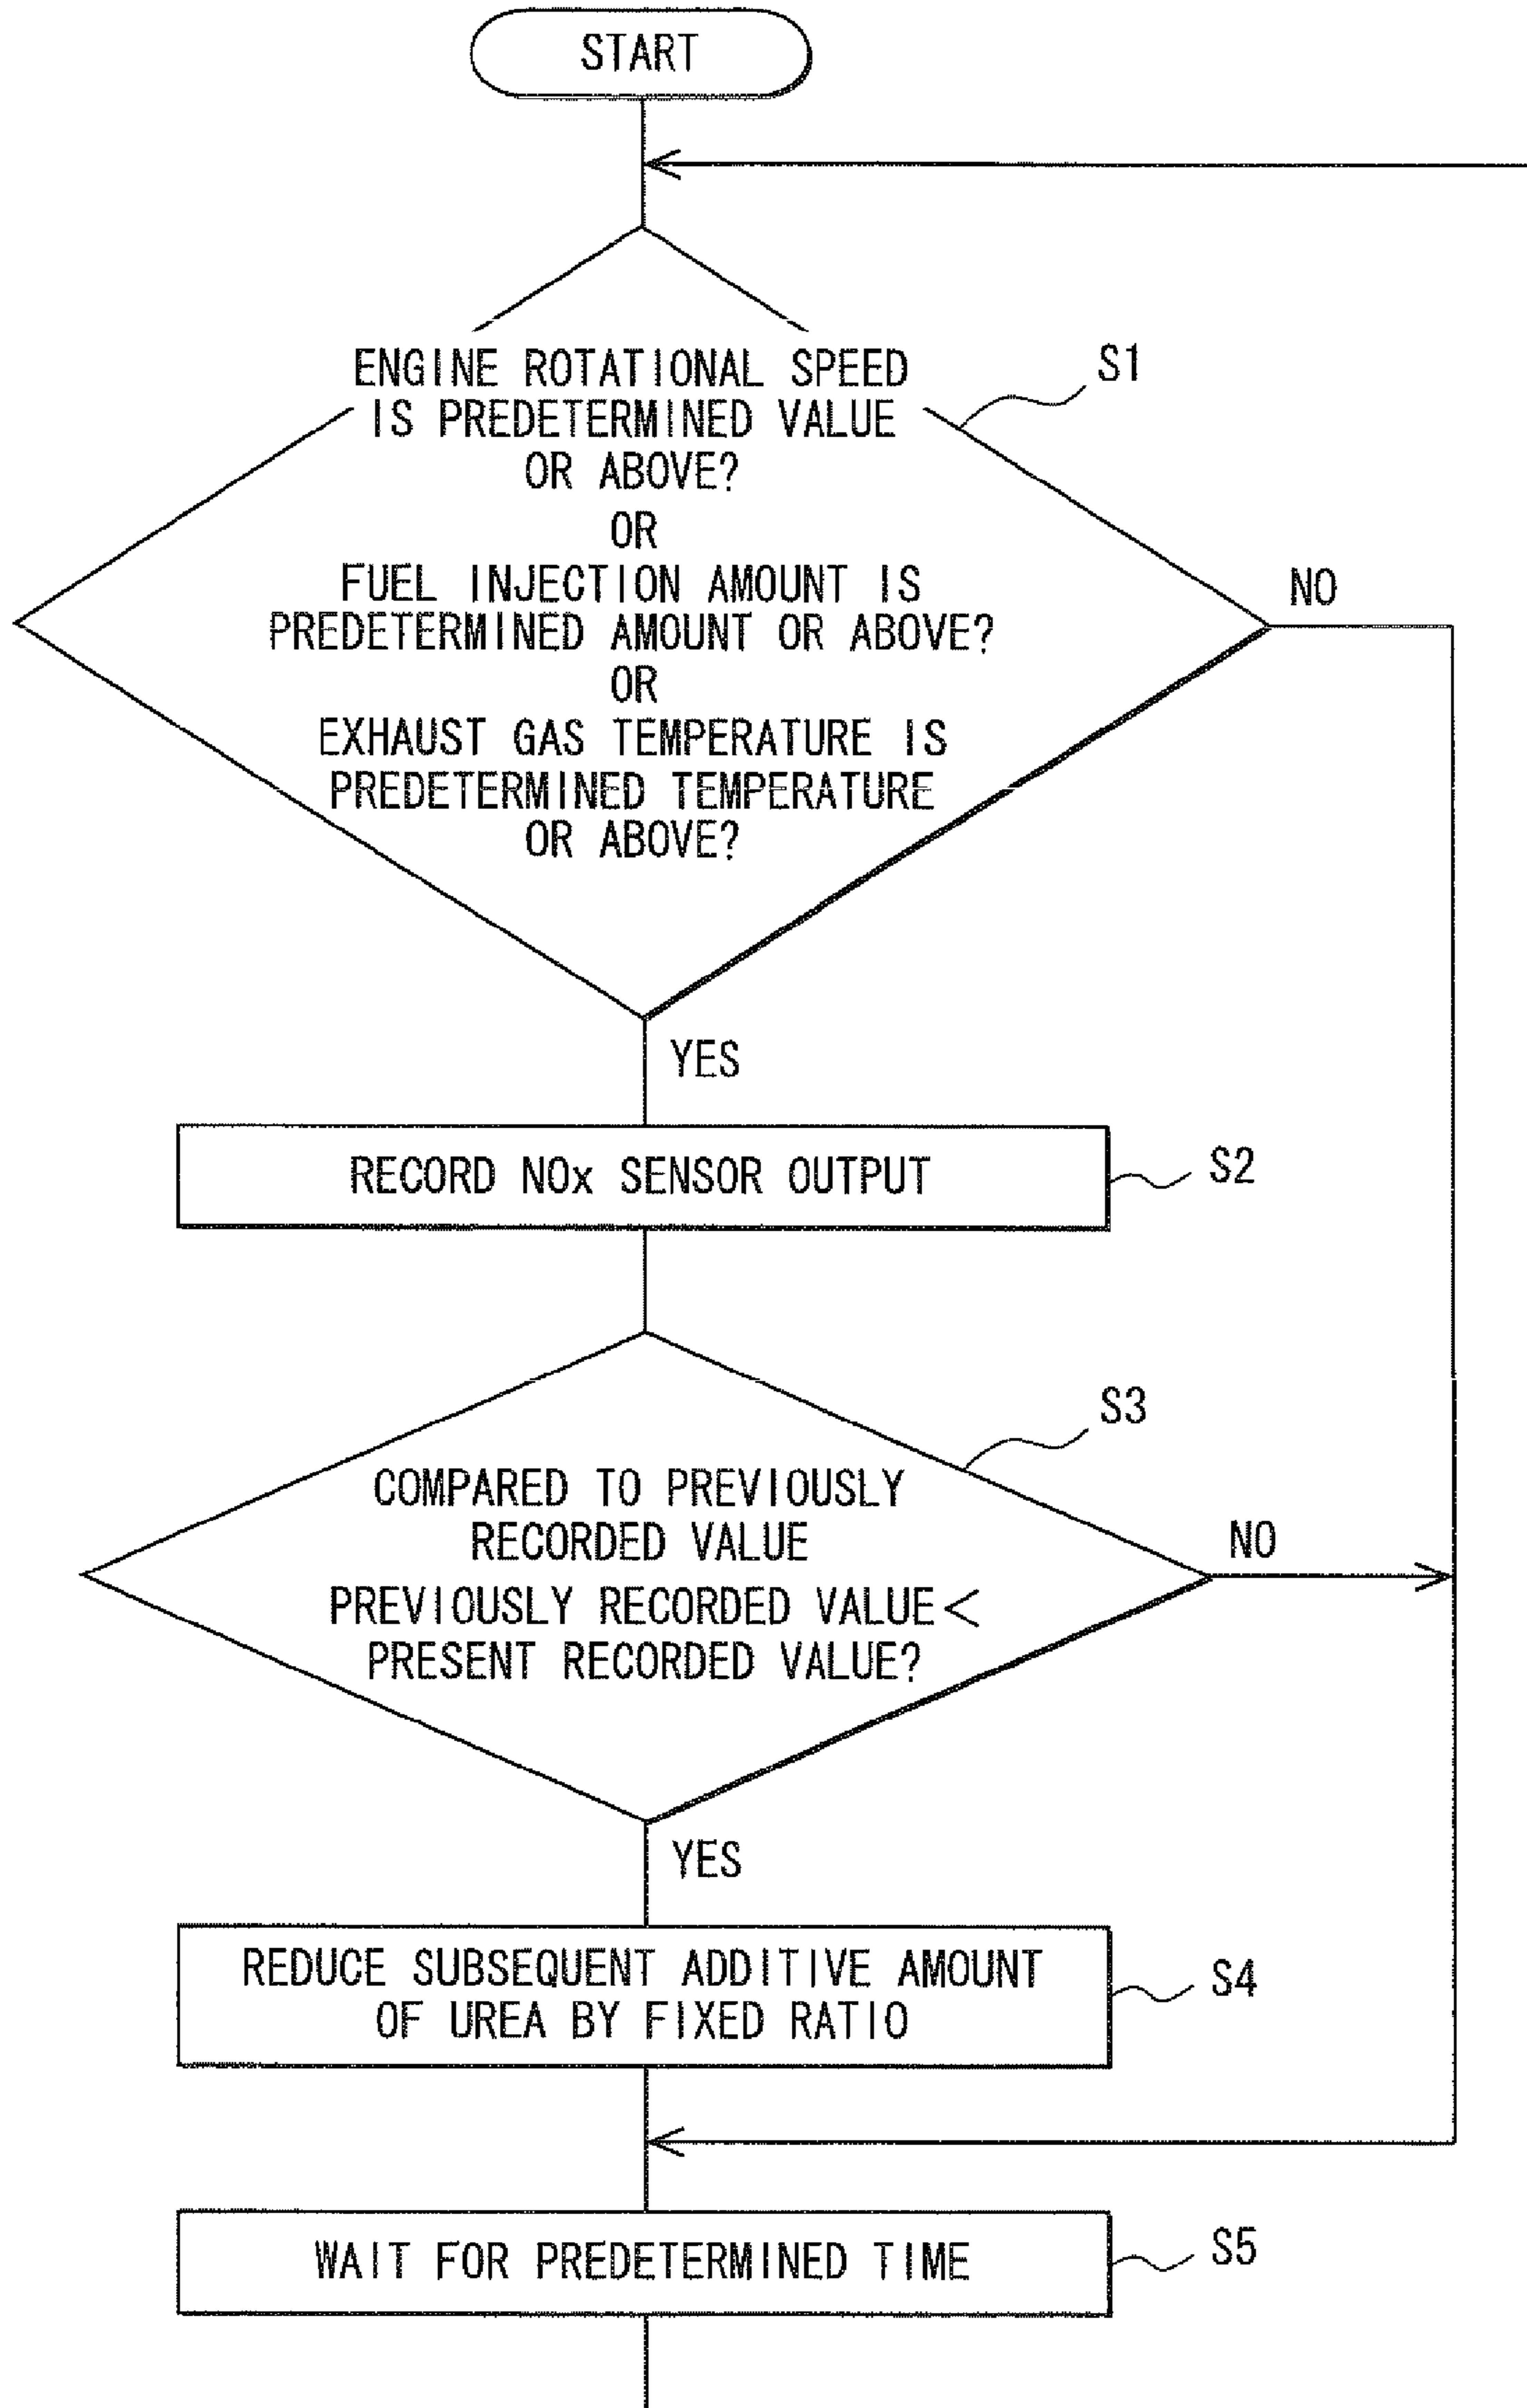 START
ENGINE ROTATIONAL SPEED
IS PREDETERMINED VALUE
OR ABOVE?
OR
FUEL INJECTION AMOUNT IS
PREDETERMINED AMOUNT OR ABOVE?
OR
EXHAUST GAS TEMPERATURE IS
PREDETERMINED TEMPERATURE
OR ABOVE?
S1
NO
YES
RECORD NOx SENSOR OUTPUT
S2
COMPARED TO PREVIOUSLY
RECORDED VALUE
PREVIOUSLY RECORDED VALUE<
PRESENT RECORDED VALUE?
S3
NO
YES
REDUCE SUBSEQUENT ADDITIVE AMOUNT
OF UREA BY FIXED RATIO
S4
WAIT FOR PREDETERMINED TIME
S5